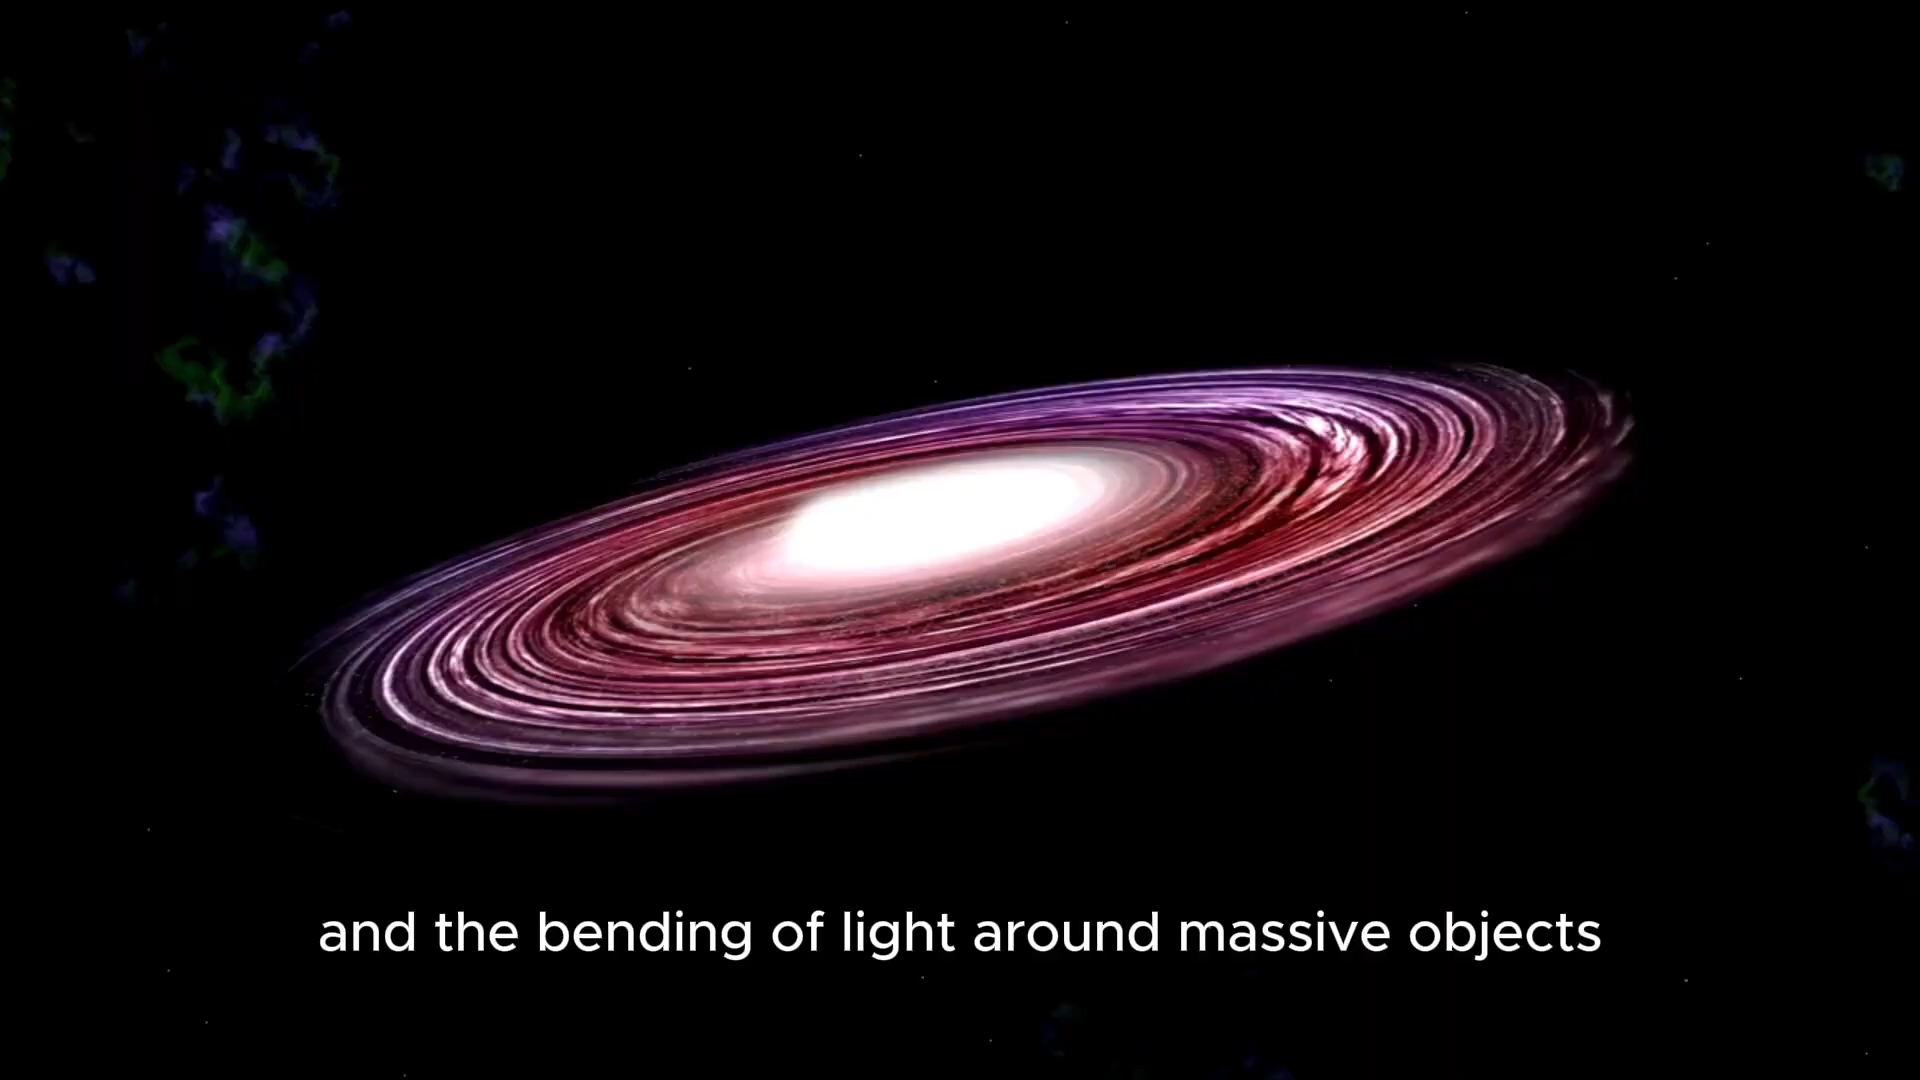 and the bending of light around massive objects